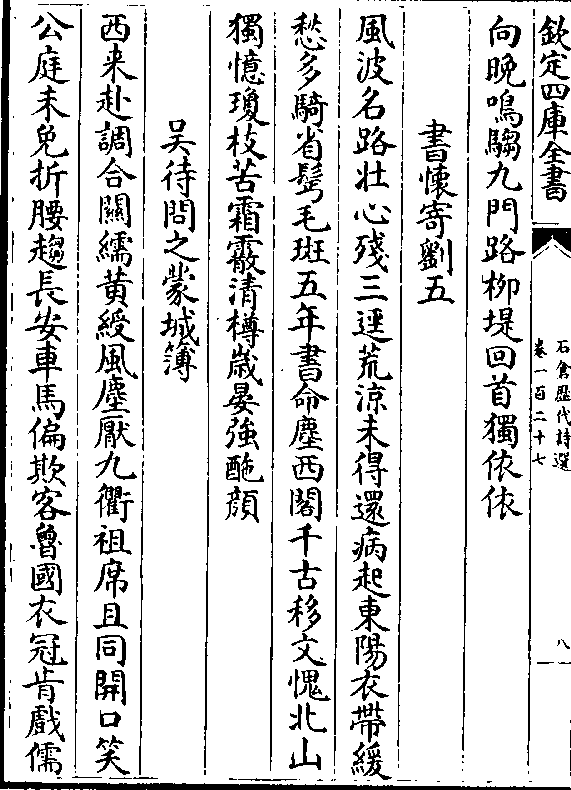 欽定四庫全書
石倉歷代詩選
卷一百二十七
八
向晚鳴騶九門路柳堤回首獨依依
書懷寄劉五
風波名路壯心殘三逕荒涼未得還病起東陽衣帶緩
愁多騎省鬂毛斑五年書命塵西閣千古移文愧北山
獨憶瓊枝苦霜霰清樽歲晏強酡顔
吴待問之蒙城簿
西来赴調合關繻黄綬風塵厭九衢祖席且同開口笑
公庭未免折腰趨長安車馬偏欺客魯國衣冠肯戲儒